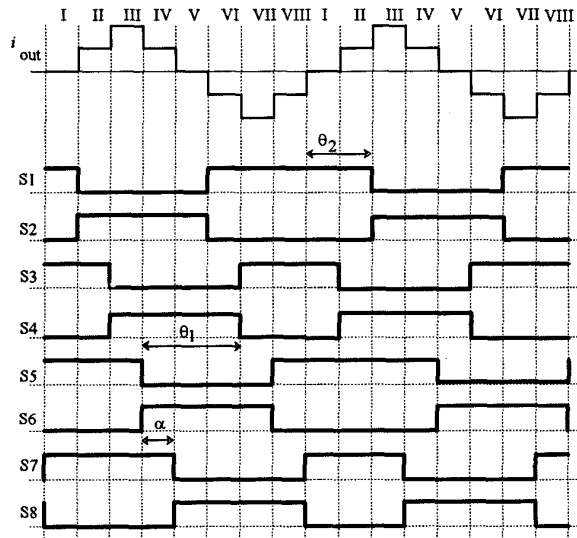 I II III IV V VI VII VIII I II III IV V VI VII VIII
i out
θ2
S1
S2
S3
S4
θ1
S5
S6
α
S7
S8